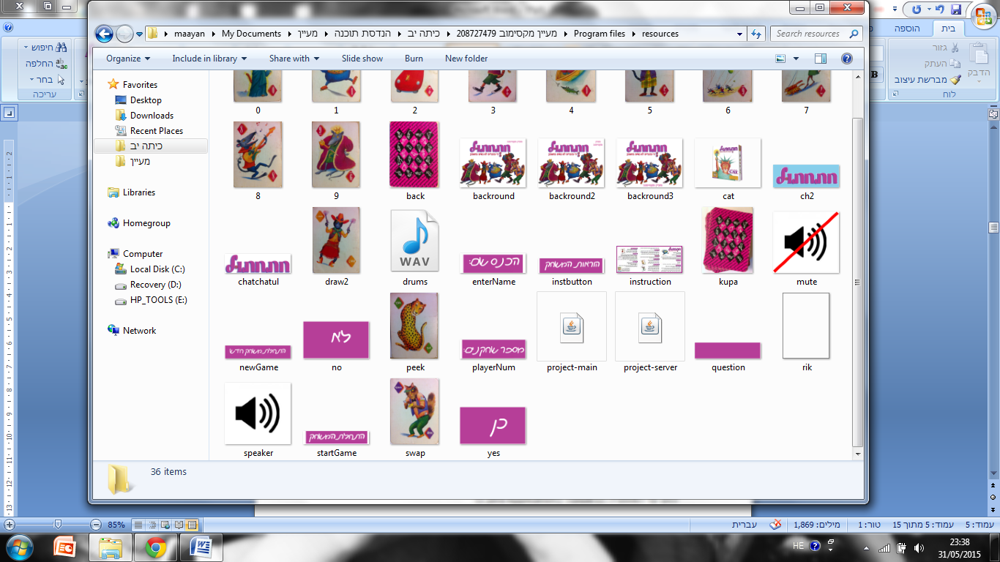 בית
הוספה
גזור
העתק
מברשת עיצוב
הדבק
לוח
חיפוש
החלפה
בחר
עריכה
maayan
My Documents
מעיין
הנדסת תוכנה
כיתה יב
מעיין מקסימוב 208727479
Program files
resources
Search resources
Organize
Include in library
Share with
Slide show
Burn
New folder
Favorites
Desktop
Downloads
Recent Places
כיתה יב
מעיין
Libraries
Homegroup
Computer
Local Disk (C:)
Recovery (D:)
HP_TOOLS (E:)
Network
0 1 2 3 4 5 6 7
8 9 back backround backround2 backround3 cat ch2
חתחתול
WAV
הכנס שם:
הוראות המשחק
chatchatul draw2 drums enterName instbutton instruction kupa mute
התחלת משחק חדש
לא
מספר שחקנים:
newGame no peek playerNum project-main project-server question rik
התחלת המשחק
כן
speaker startGame swap yes
36 items
85%
עברית
מילים: 1,869
טור: 1
עמוד: 5 מתוך 15
עמוד: 5
HE
23:38
31/05/2015